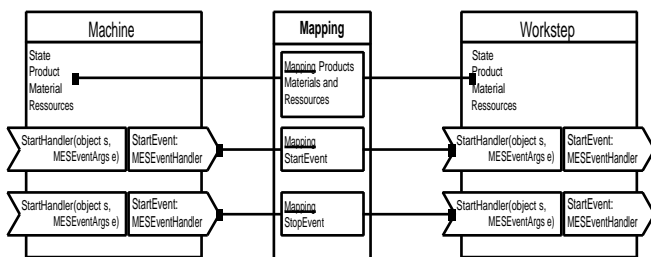 Machine
State
Product
Material
Ressources
StartHandler(object s,
MESEventArgs e)
StartEvent:
MESEventHandler
StartHandler(object s,
MESEventArgs e)
StartEvent:
MESEventHandler
Mapping
Mapping Products
Materials and
Ressources
Mapping
StartEvent
Mapping
StopEvent
Workstep
State
Product
Material
Ressources
StartHandler(object s,
MESEventArgs e)
StartEvent:
MESEventHandler
StartHandler(object s,
MESEventArgs e)
StartEvent:
MESEventHandler